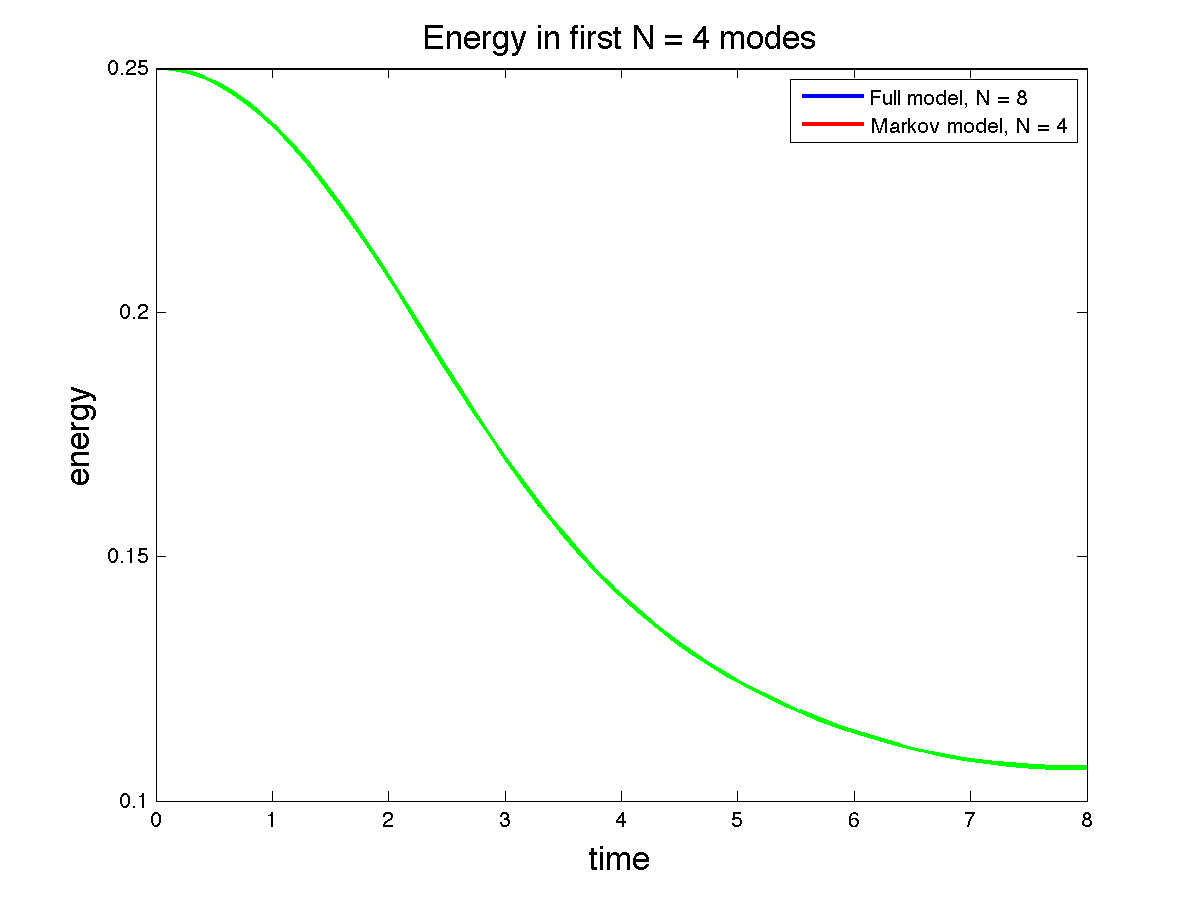 Energy in first N = 4 modes
0.25
Full model, N = 8
Markov model, N = 4
0.2
energy
0.15
0.1
0 1 2 3 4 5 6 7 8
time